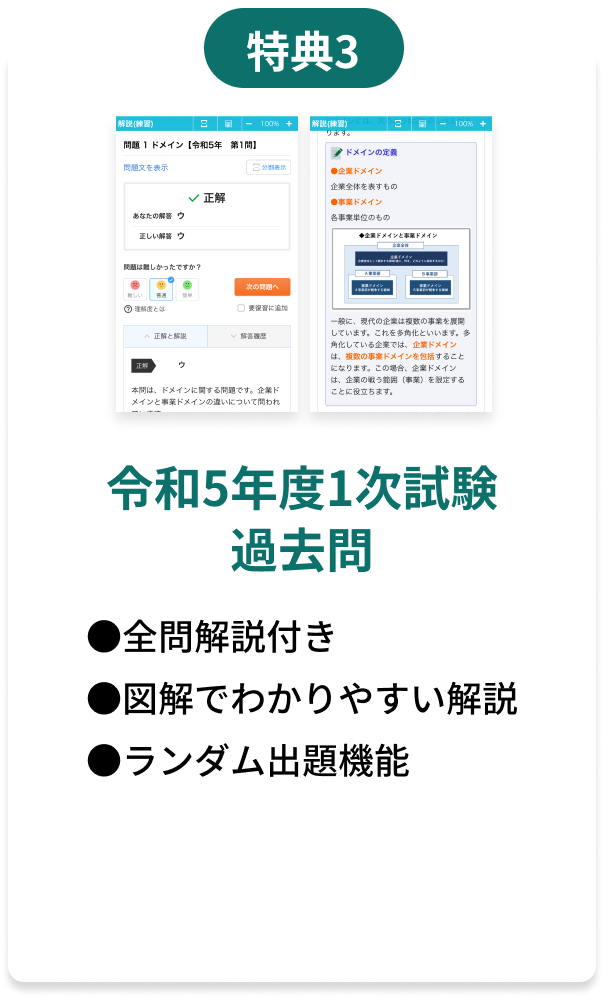 特典3
解説(練習)
100%
問題 1 ドメイン【令和5年 第1問】
問題文を表示
分割表示
正解
あなたの解答 ウ
正しい解答 ウ
問題は難しかったですか？
難しい
普通
簡単
次の問題へ
理解度とは
要復習に追加
正解と解説
解答履歴
正解
ウ
本問は、ドメインに関する問題です。企業ド
メインと事業ドメインの違いについて問われ
解説(練習)
100%
ります。
ドメインの定義
●企業ドメイン
企業全体を表すもの
●事業ドメイン
各事業単位のもの
◆企業ドメインと事業ドメイン
企業全体
企業ドメイン
A事業部
B事業部
事業ドメイン
事業ドメイン
一般に、現代の企業は複数の事業を展開
しています。これを多角化といいます。多
角化している企業では、企業ドメイン
は、複数の事業ドメインを包括すること
になります。この場合、企業ドメイン
は、企業の戦う範囲（事業）を限定する
ことに役立ちます。
令和5年度1次試験
過去問
●全問解説付き
●図解でわかりやすい解説
●ランダム出題機能